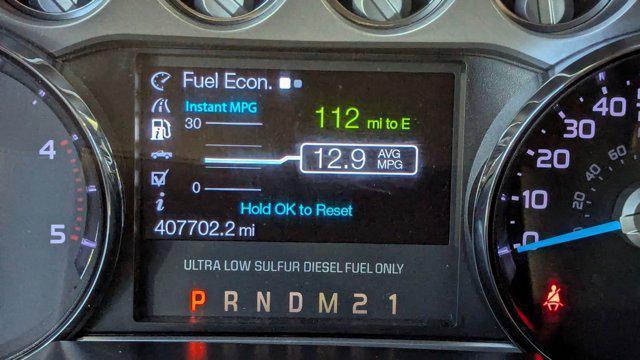 Fuel Econ.
Instant MPG
30
112 mi to E
12.9 AVG MPG
0
Hold OK to Reset
407702.2 mi
ULTRA LOW SULFUR DIESEL FUEL ONLY
P R N D M 2 1
4
5
40
30
20
10
0
60
40
20
0